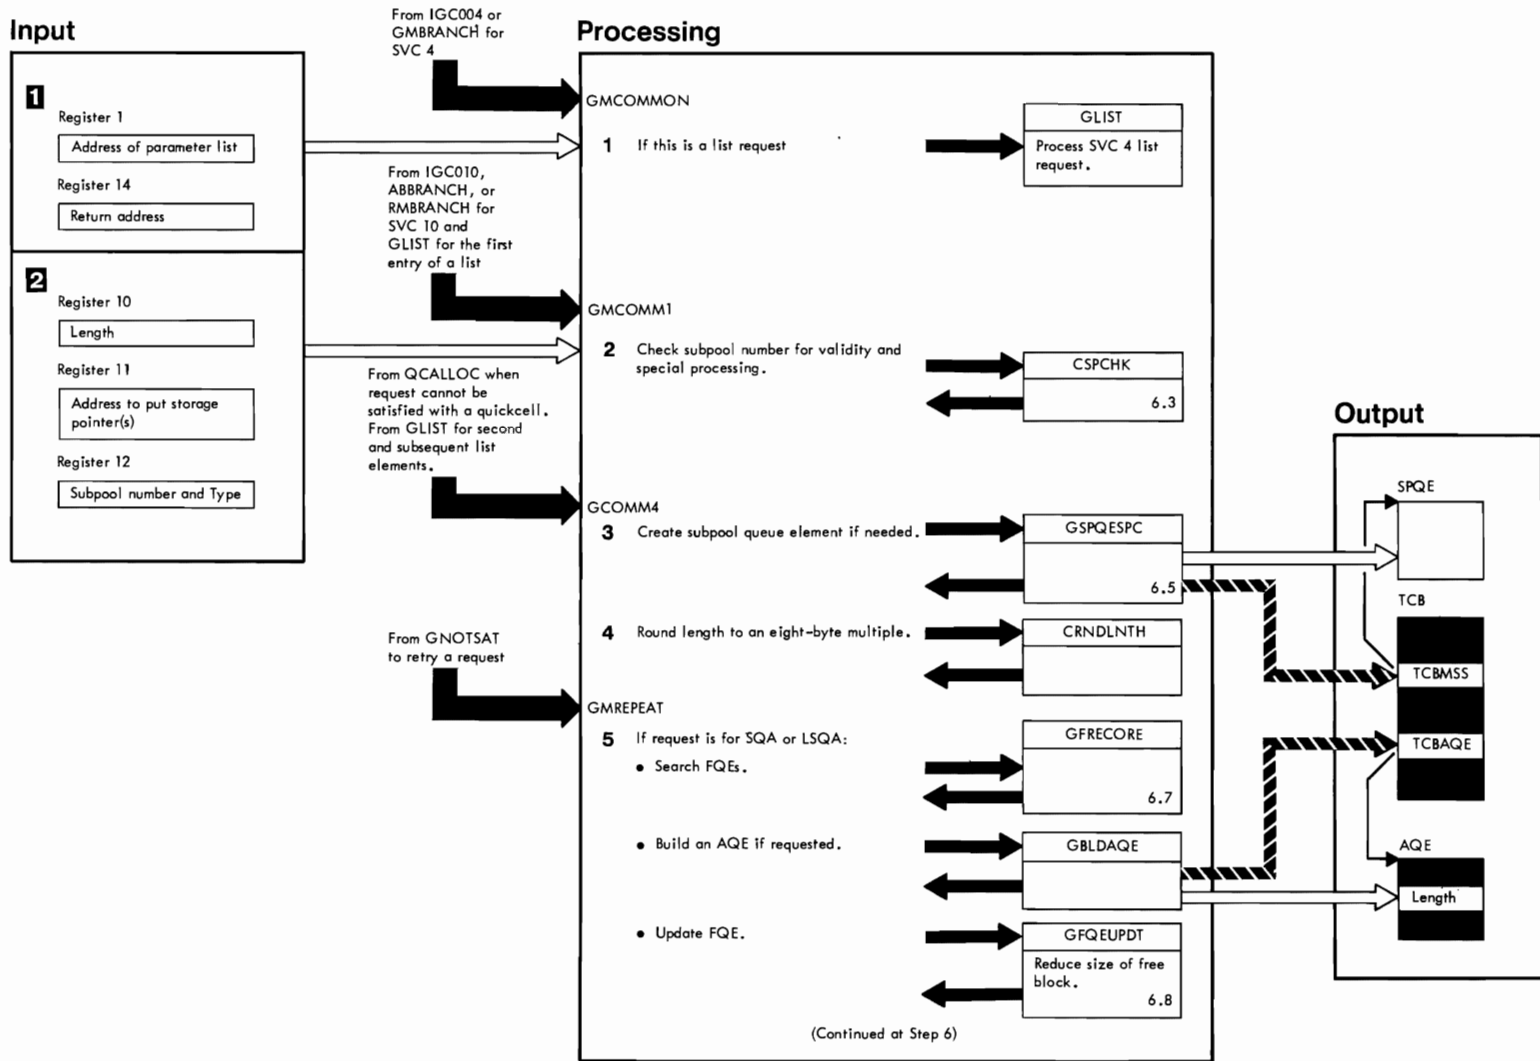 Input
1
Register 1
Address of parameter list
Register 14
Return address
2
Register 10
Length
Register 11
Address to put storage
pointer(s)
Register 12
Subpool number and Type
From IGC004 or
GMBRANCH for
SVC 4
From IGC010,
ABBRANCH, or
RMBRANCH for
SVC 10 and
GLIST for the first
entry of a list
From QCALLOC when
request cannot be
satisfied with a quickcell.
From GLIST for second
and subsequent list
elements.
From GNOTSAT
to retry a request
Processing
GMCOMMON
1 If this is a list request
GLIST
Process SVC 4 list
request.
GMCOMM1
2 Check subpool number for validity and
special processing.
CSPCHK
6.3
GCOMM4
3 Create subpool queue element if needed.
GSPQESPC
6.5
4 Round length to an eight-byte multiple.
CRNDLNTH
GMREPEAT
5 If request is for SQA or LSQA:
• Search FQEs.
GFRECORE
6.7
• Build an AQE if requested.
GBLDAQE
• Update FQE.
GFQEUPDT
Reduce size of free
block.
6.8
(Continued at Step 6)
Output
SPQE
TCB
TCBMSS
TCBAQE
AQE
Length